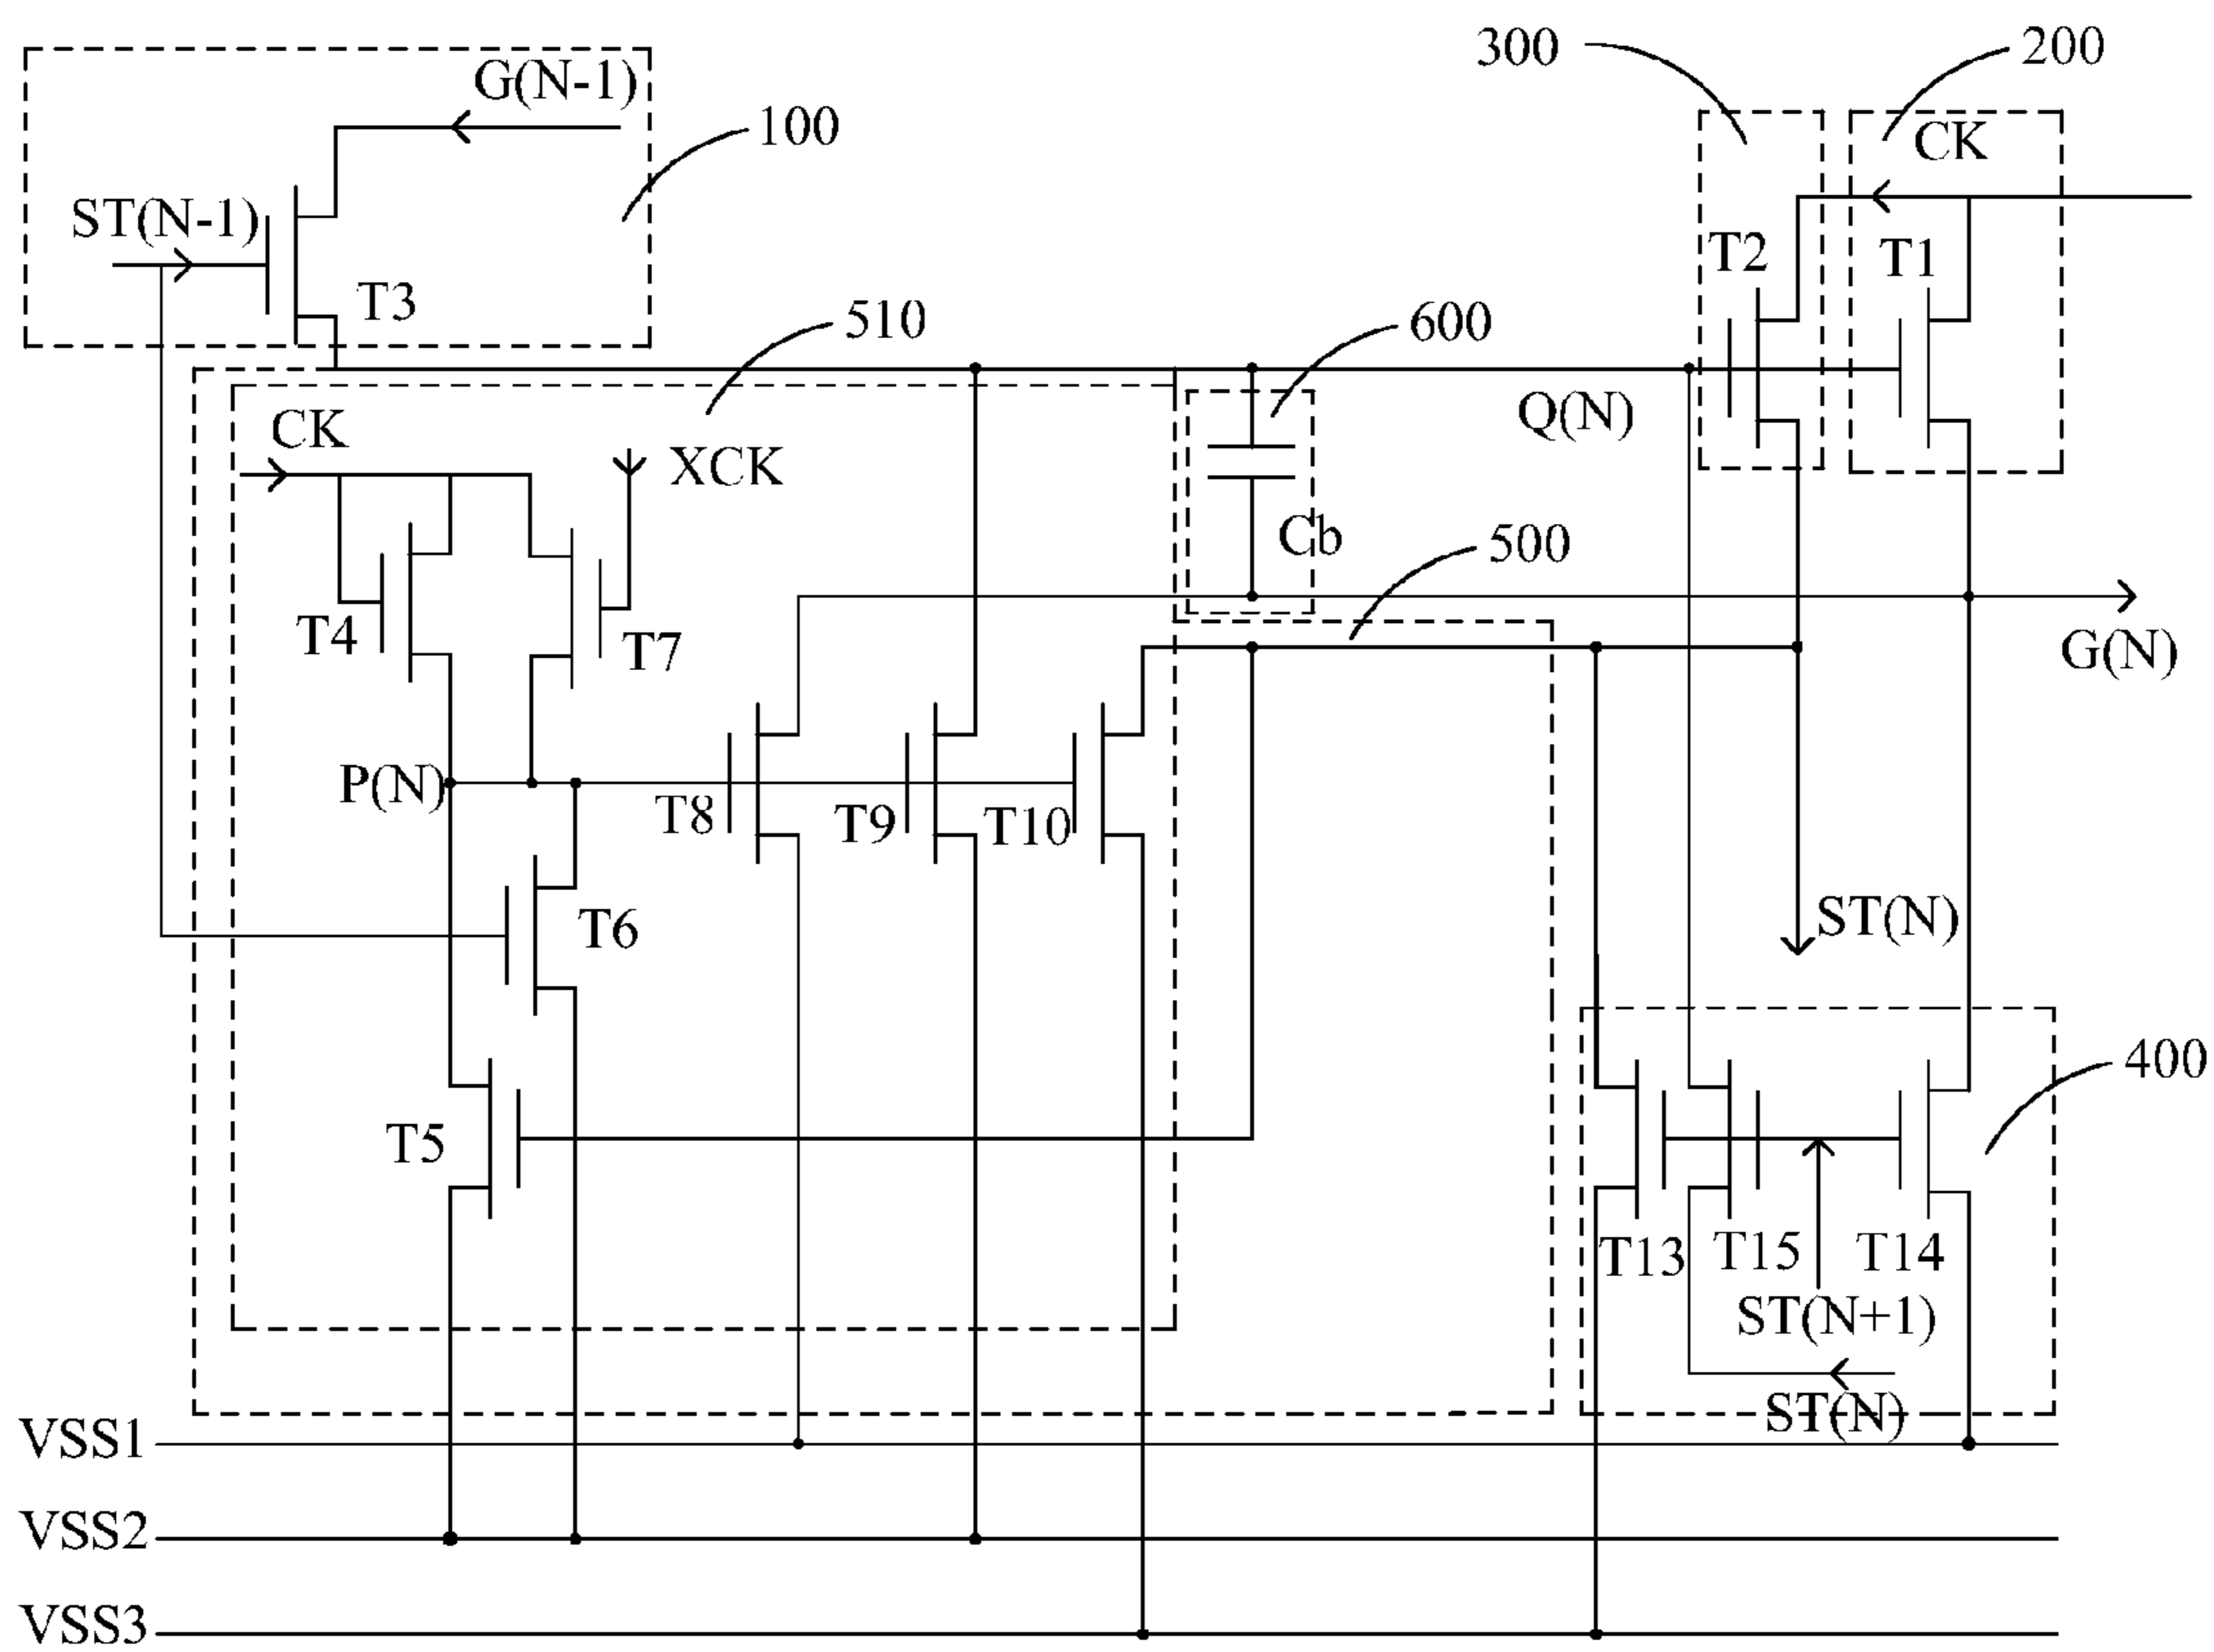 300
200
G(N-1)
100
CK
ST(N-1)
T2
T1
T3
510
600
Q(N)
CK
XCK
Cb
500
T4
T7
G(N)
P(N)
T8
T9
T10
T6
ST(N)
400
T5
T13
T15
T14
ST(N+1)
ST(N)
VSS1
VSS2
VSS3